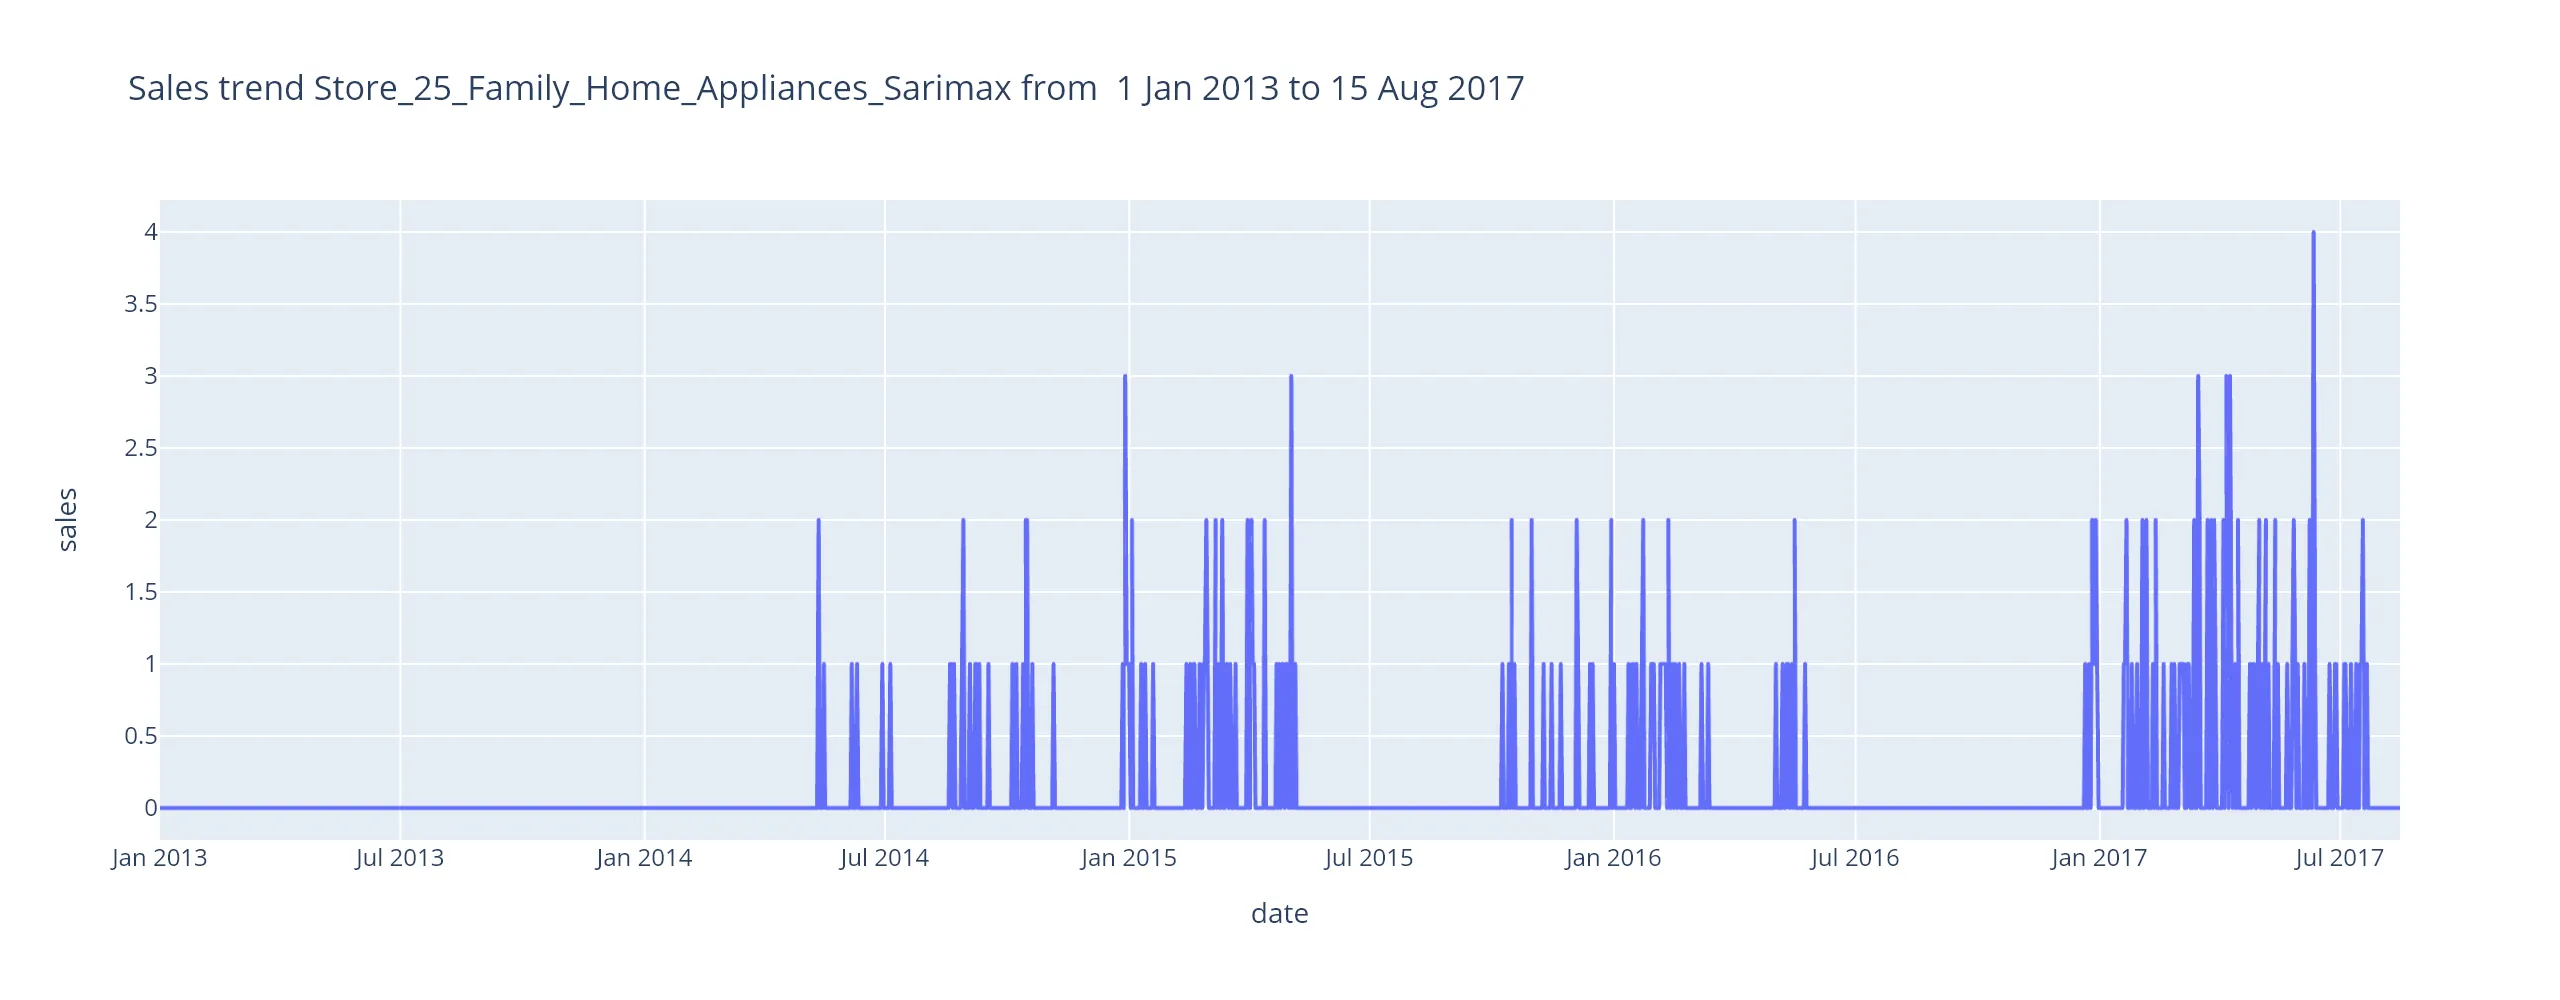 Sales trend Store_25_Family_Home_Appliances_Sarimax from  1 Jan 2013 to 15 Aug 2017
4
3.5
3
2.5
2
1.5
1
0.5
0
sales
Jan 2013 Jul 2013 Jan 2014 Jul 2014 Jan 2015 Jul 2015 Jan 2016 Jul 2016 Jan 2017 Jul 2017
date